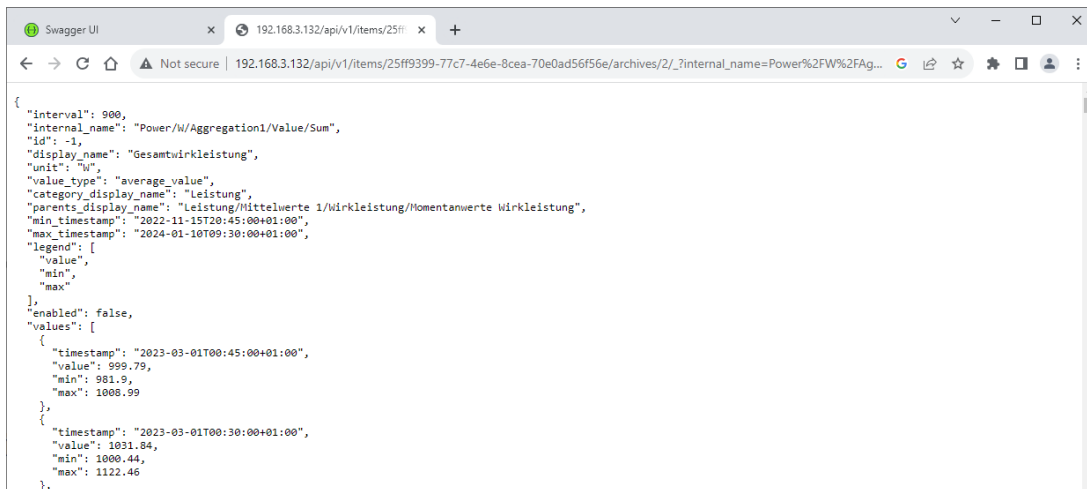 Swagger UI
192.168.3.132/api/v1/items/25ff
Not secure | 192.168.3.132/api/v1/items/25ff9399-77c7-4e6e-8cea-70e0ad56f56e/archives/2/_?internal_name=Power%2FW%2FAg...
{
"interval": 900,
"internal_name": "Power/W/Aggregation1/Value/Sum",
"id": -1,
"display_name": "Gesamtwirkleistung",
"unit": "W",
"value_type": "average_value",
"category_display_name": "Leistung",
"parents_display_name": "Leistung/Mittelwerte 1/Wirkleistung/Momentanwerte Wirkleistung",
"min_timestamp": "2022-11-15T20:45:00+01:00",
"max_timestamp": "2024-01-10T09:30:00+01:00",
"legend": [
"value",
"min",
"max"
],
"enabled": false,
"values": [
{
"timestamp": "2023-03-01T00:45:00+01:00",
"value": 999.79,
"min": 981.9,
"max": 1008.99
},
{
"timestamp": "2023-03-01T00:30:00+01:00",
"value": 1031.84,
"min": 1000.44,
"max": 1122.46
},